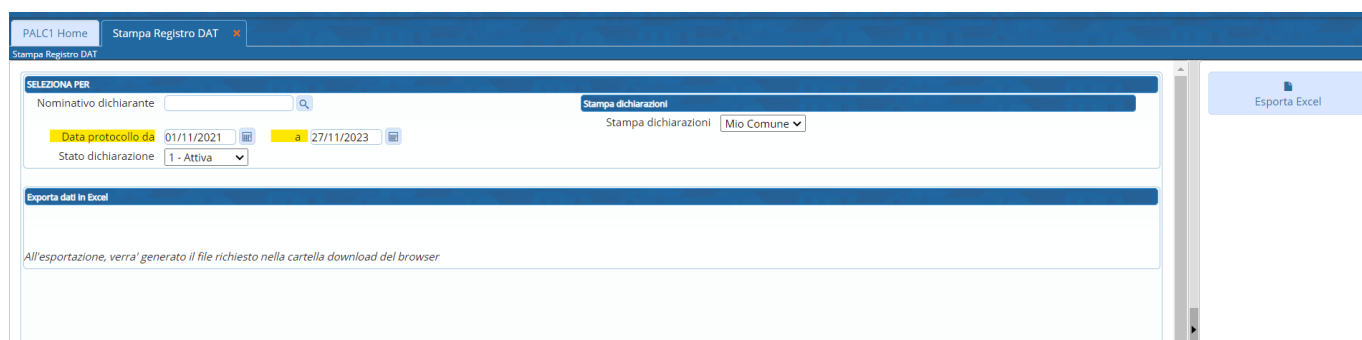 PALC1 Home
Stampa Registro DAT ×
Stampa Registro DAT
SELEZIONA PER
Nominativo dichiarante
Stampa dichiarazioni
Stampa dichiarazioni Mio Comune
Data protocollo da 01/11/2021 a 27/11/2023
Stato dichiarazione 1 - Attiva
Esporta Excel
Exporta dati in Excel
All'esportazione, verra' generato il file richiesto nella cartella download del browser